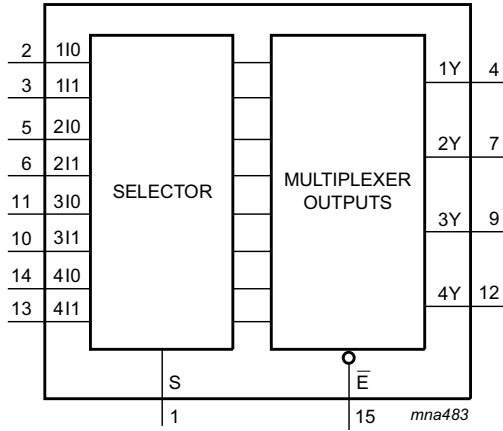 2 1I0
3 1I1
5 2I0
6 2I1
11 3I0
10 3I1
14 4I0
13 4I1
SELECTOR
MULTIPLEXER
OUTPUTS
1Y 4
2Y 7
3Y 9
4Y 12
S
1
E̅
15
mna483